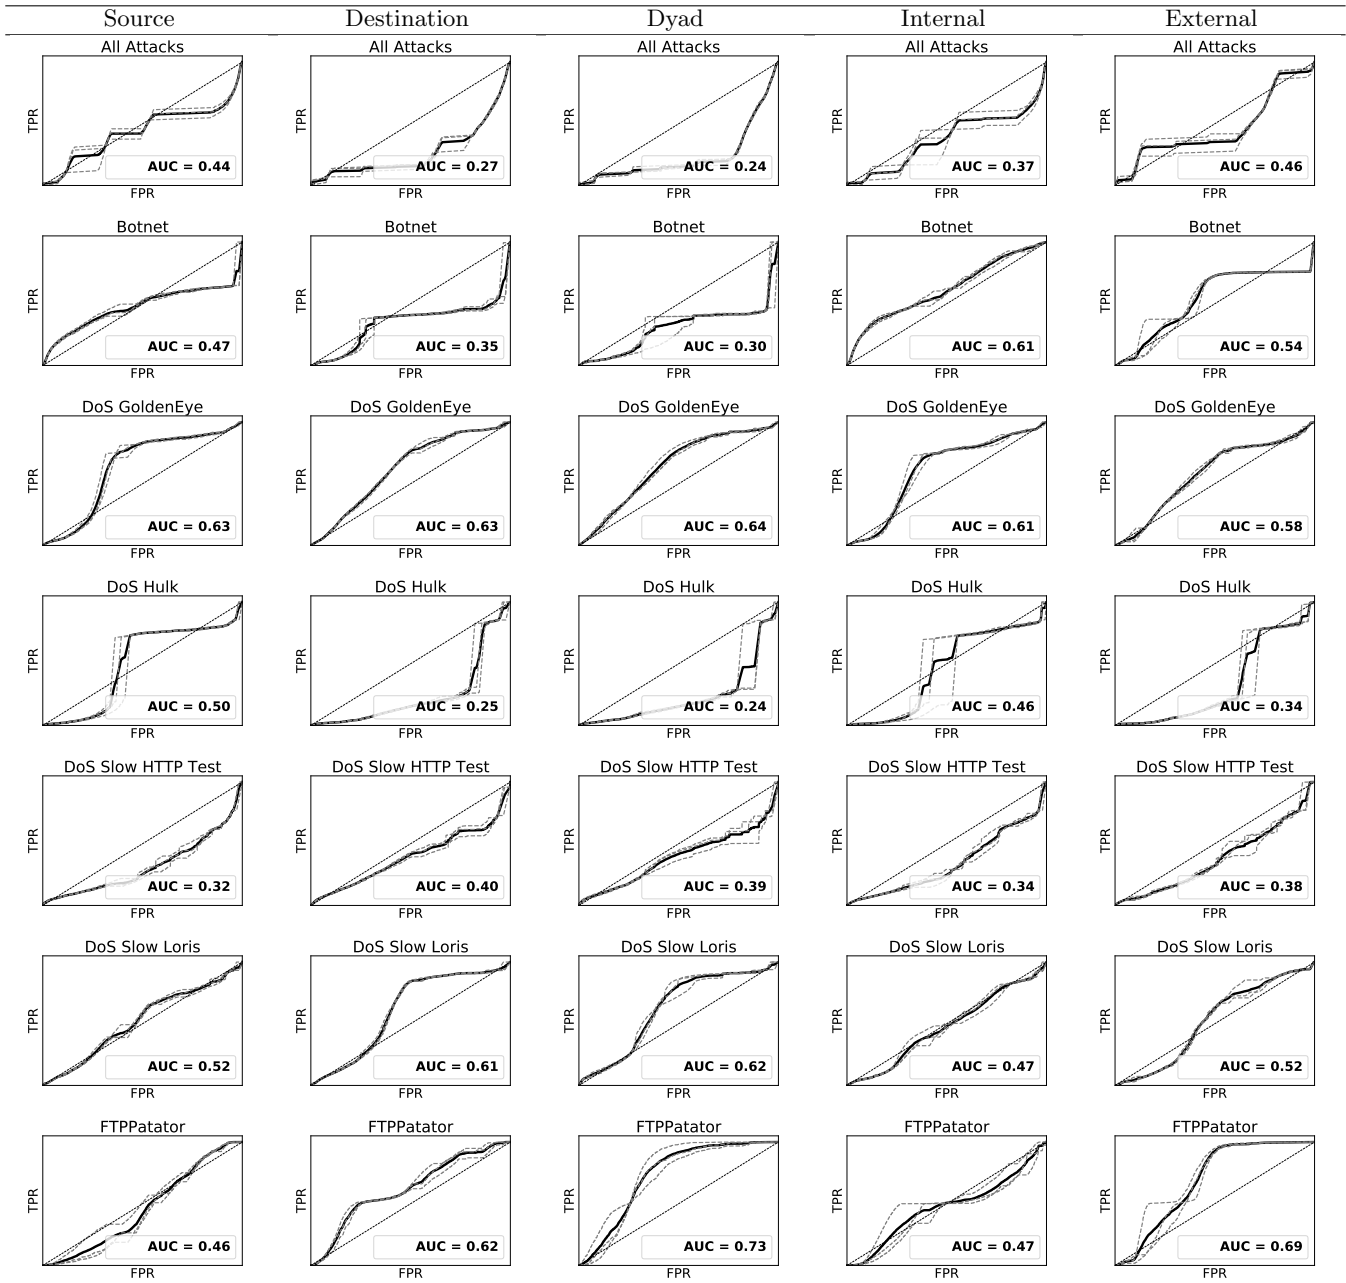 Source Destination Dyad Internal External
All Attacks All Attacks All Attacks All Attacks All Attacks
TPR TPR TPR TPR TPR
AUC = 0.44 AUC = 0.27 AUC = 0.24 AUC = 0.37 AUC = 0.46
FPR FPR FPR FPR FPR
Botnet Botnet Botnet Botnet Botnet
TPR TPR TPR TPR TPR
AUC = 0.47 AUC = 0.35 AUC = 0.30 AUC = 0.61 AUC = 0.54
FPR FPR FPR FPR FPR
DoS GoldenEye DoS GoldenEye DoS GoldenEye DoS GoldenEye DoS GoldenEye
TPR TPR TPR TPR TPR
AUC = 0.63 AUC = 0.63 AUC = 0.64 AUC = 0.61 AUC = 0.58
FPR FPR FPR FPR FPR
DoS Hulk DoS Hulk DoS Hulk DoS Hulk DoS Hulk
TPR TPR TPR TPR TPR
AUC = 0.50 AUC = 0.25 AUC = 0.24 AUC = 0.46 AUC = 0.34
FPR FPR FPR FPR FPR
DoS Slow HTTP Test DoS Slow HTTP Test DoS Slow HTTP Test DoS Slow HTTP Test DoS Slow HTTP Test
TPR TPR TPR TPR TPR
AUC = 0.32 AUC = 0.40 AUC = 0.39 AUC = 0.34 AUC = 0.38
FPR FPR FPR FPR FPR
DoS Slow Loris DoS Slow Loris DoS Slow Loris DoS Slow Loris DoS Slow Loris
TPR TPR TPR TPR TPR
AUC = 0.52 AUC = 0.61 AUC = 0.62 AUC = 0.47 AUC = 0.52
FPR FPR FPR FPR FPR
FTPPatator FTPPatator FTPPatator FTPPatator FTPPatator
TPR TPR TPR TPR TPR
AUC = 0.46 AUC = 0.62 AUC = 0.73 AUC = 0.47 AUC = 0.69
FPR FPR FPR FPR FPR